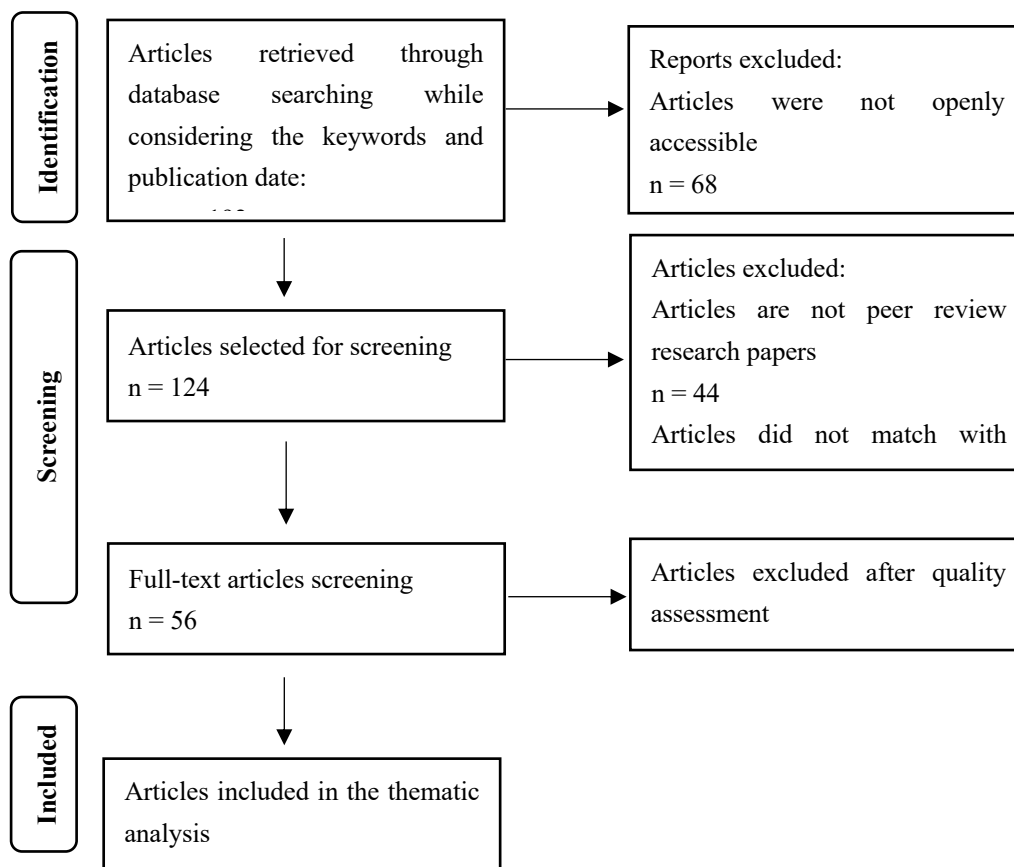 Identification
Articles retrieved through
database searching while
considering the keywords and
publication date:
Reports excluded:
Articles were not openly
accessible
n = 68
Screening
Articles selected for screening
n = 124
Articles excluded:
Articles are not peer review
research papers
n = 44
Articles did not match with
Full-text articles screening
n = 56
Articles excluded after quality
assessment
Included
Articles included in the thematic
analysis